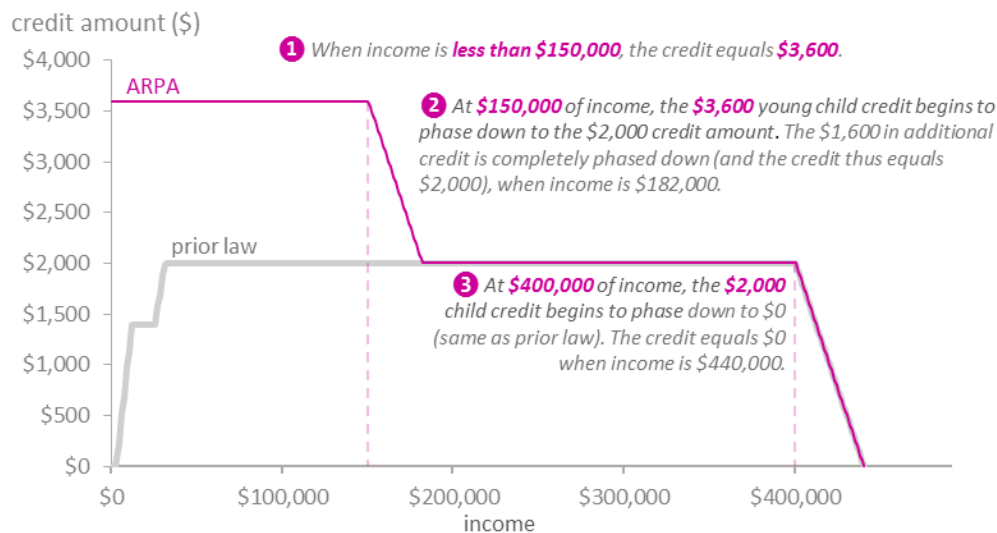 credit amount ($)
1 When income is less than $150,000, the credit equals $3,600.
$4,000
ARPA
$3,500
2 At $150,000 of income, the $3,600 young child credit begins to
phase down to the $2,000 credit amount. The $1,600 in additional
credit is completely phased down (and the credit thus equals
$2,000), when income is $182,000.
$3,000
$2,500
prior law
$2,000
3 At $400,000 of income, the $2,000
child credit begins to phase down to $0
(same as prior law). The credit equals $0
when income is $440,000.
$1,500
$1,000
$500
$0
$0 $100,000 $200,000 $300,000 $400,000
income